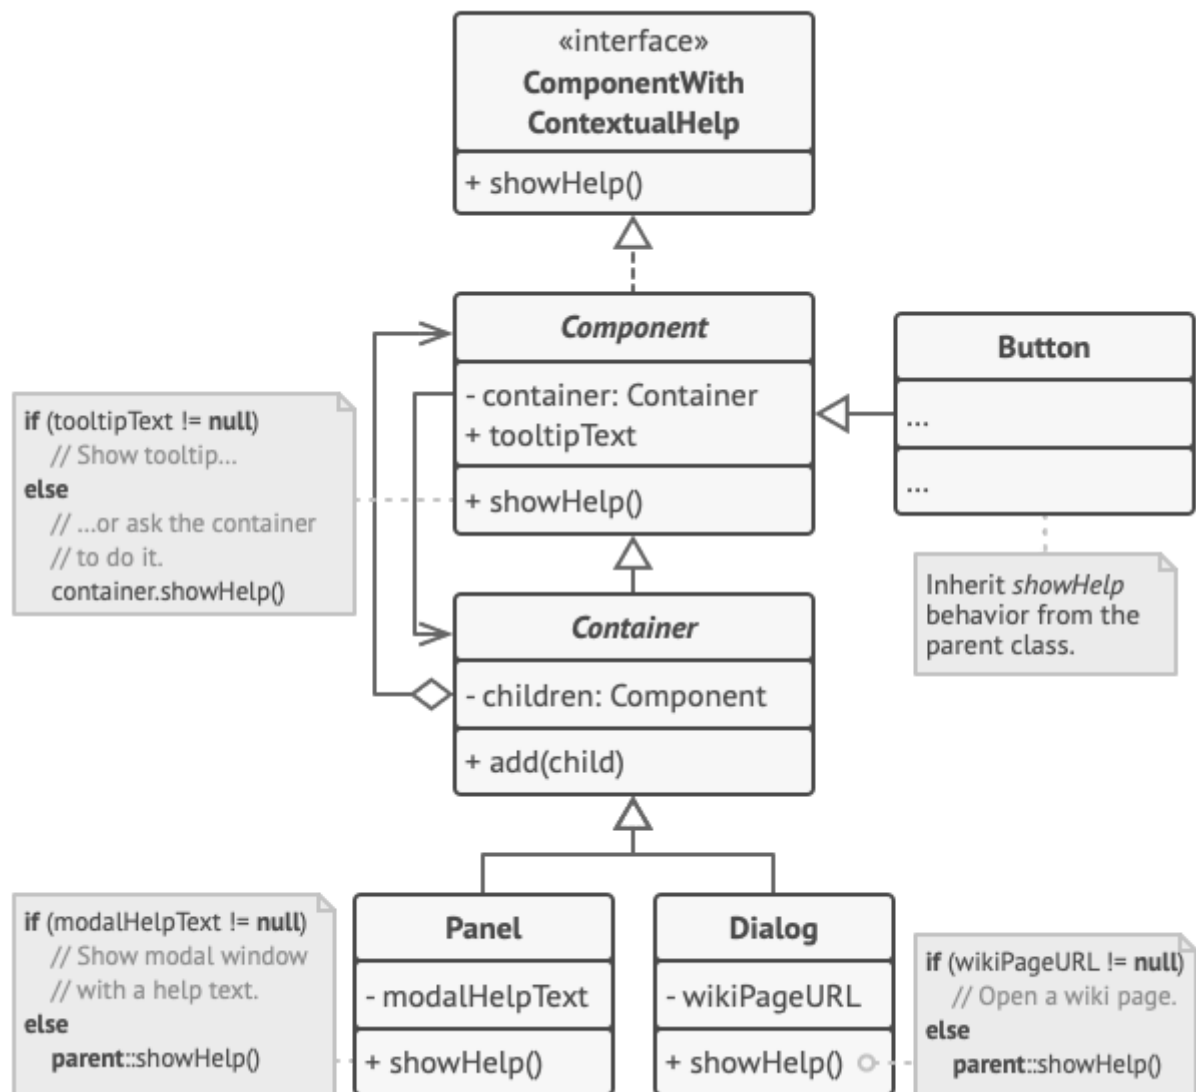 «interface»
ComponentWith
ContextualHelp
+ showHelp()
Component
- container: Container
+ tooltipText
+ showHelp()
Button
...
...
if (tooltipText != null)
// Show tooltip...
else
// ...or ask the container
// to do it.
container.showHelp()
Inherit showHelp
behavior from the
parent class.
Container
- children: Component
+ add(child)
if (modalHelpText != null)
// Show modal window
// with a help text.
else
parent::showHelp()
Panel
- modalHelpText
+ showHelp()
Dialog
- wikiPageURL
+ showHelp()
if (wikiPageURL != null)
// Open a wiki page.
else
parent::showHelp()